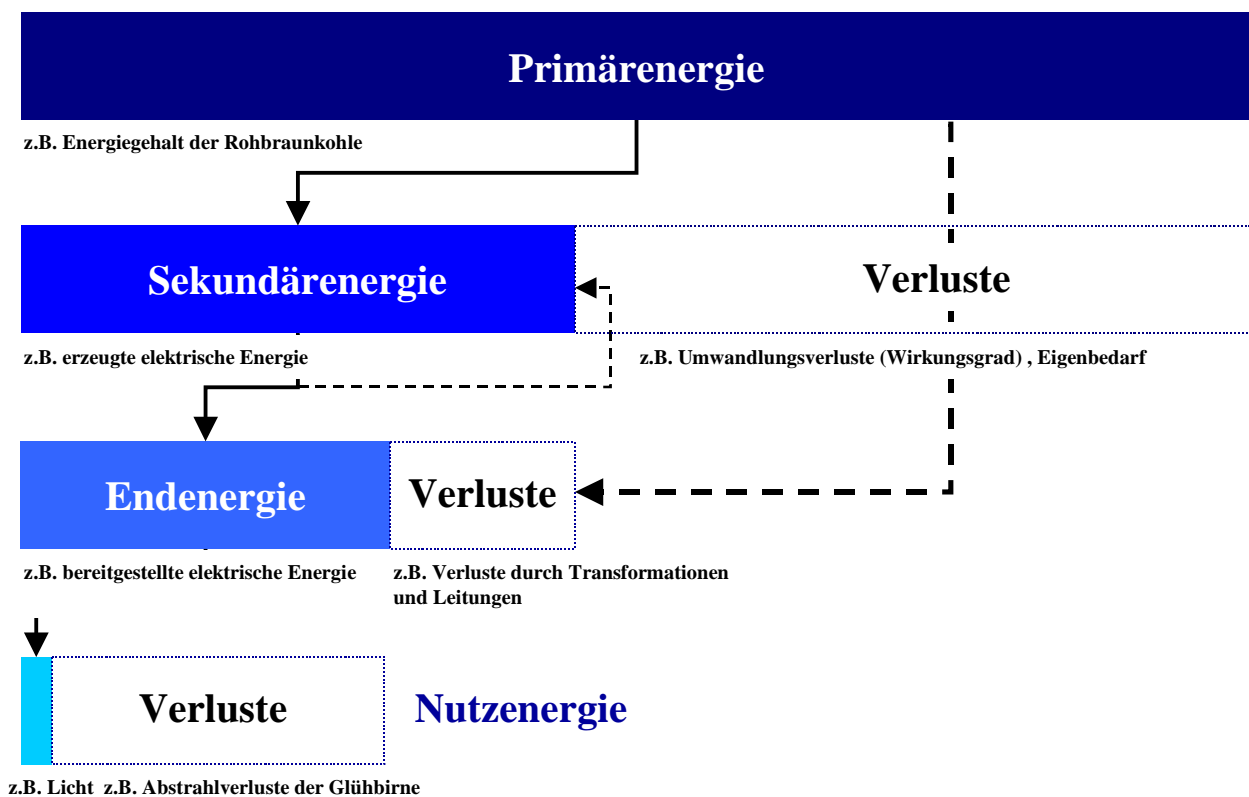 Primärenergie
z.B. Energiegehalt der Rohbraunkohle
Sekundärenergie
Verluste
z.B. erzeugte elektrische Energie
z.B. Umwandlungsverluste (Wirkungsgrad) , Eigenbedarf
Endenergie
Verluste
z.B. bereitgestellte elektrische Energie
z.B. Verluste durch Transformationen
und Leitungen
Verluste
Nutzenergie
z.B. Licht z.B. Abstrahlverluste der Glühbirne